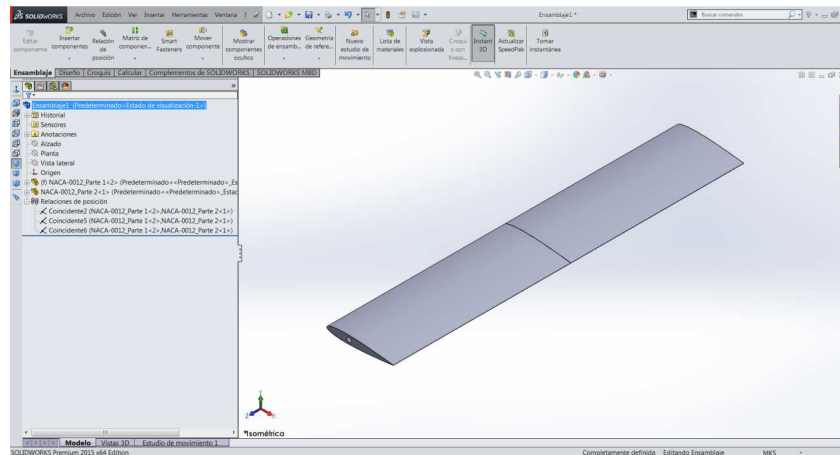 SOLIDWORKS Archivo Edición Ver Insertar Herramientas Ventana ? Ensamblaje1 * Buscar comandos
Editar componente
Insertar componentes
Relación de posición
Matriz de componen...
Smart Fasteners
Mover componente
Mostrar componentes ocultos
Operaciones de ensamb...
Geometría de refere...
Nuevo estudio de movimiento
Lista de materiales
Vista explosionada
Croquis con líneas...
Instant 3D
Actualizar SpeedPak
Tomar instantánea
Ensamblaje Diseño Croquis Calcular Complementos de SOLIDWORKS SOLIDWORKS MBD
Ensamblaje1 (Predeterminado<Estado de visualización-1>)
Historial
Sensores
Anotaciones
Alzado
Planta
Vista lateral
Origen
(f) NACA-0012_Parte 1<2> (Predeterminado<<Predeterminado>_Es
NACA-0012_Parte 2<1> (Predeterminado<<Predeterminado>_Estac
Relaciones de posición
Coincidente2 (NACA-0012_Parte 1<2>,NACA-0012_Parte 2<1>)
Coincidente5 (NACA-0012_Parte 1<2>,NACA-0012_Parte 2<1>)
Coincidente6 (NACA-0012_Parte 1<2>,NACA-0012_Parte 2<1>)
*Isométrica
Modelo Vistas 3D Estudio de movimiento 1
SOLIDWORKS Premium 2015 x64 Edition Completamente definida Editando Ensamblaje MKS